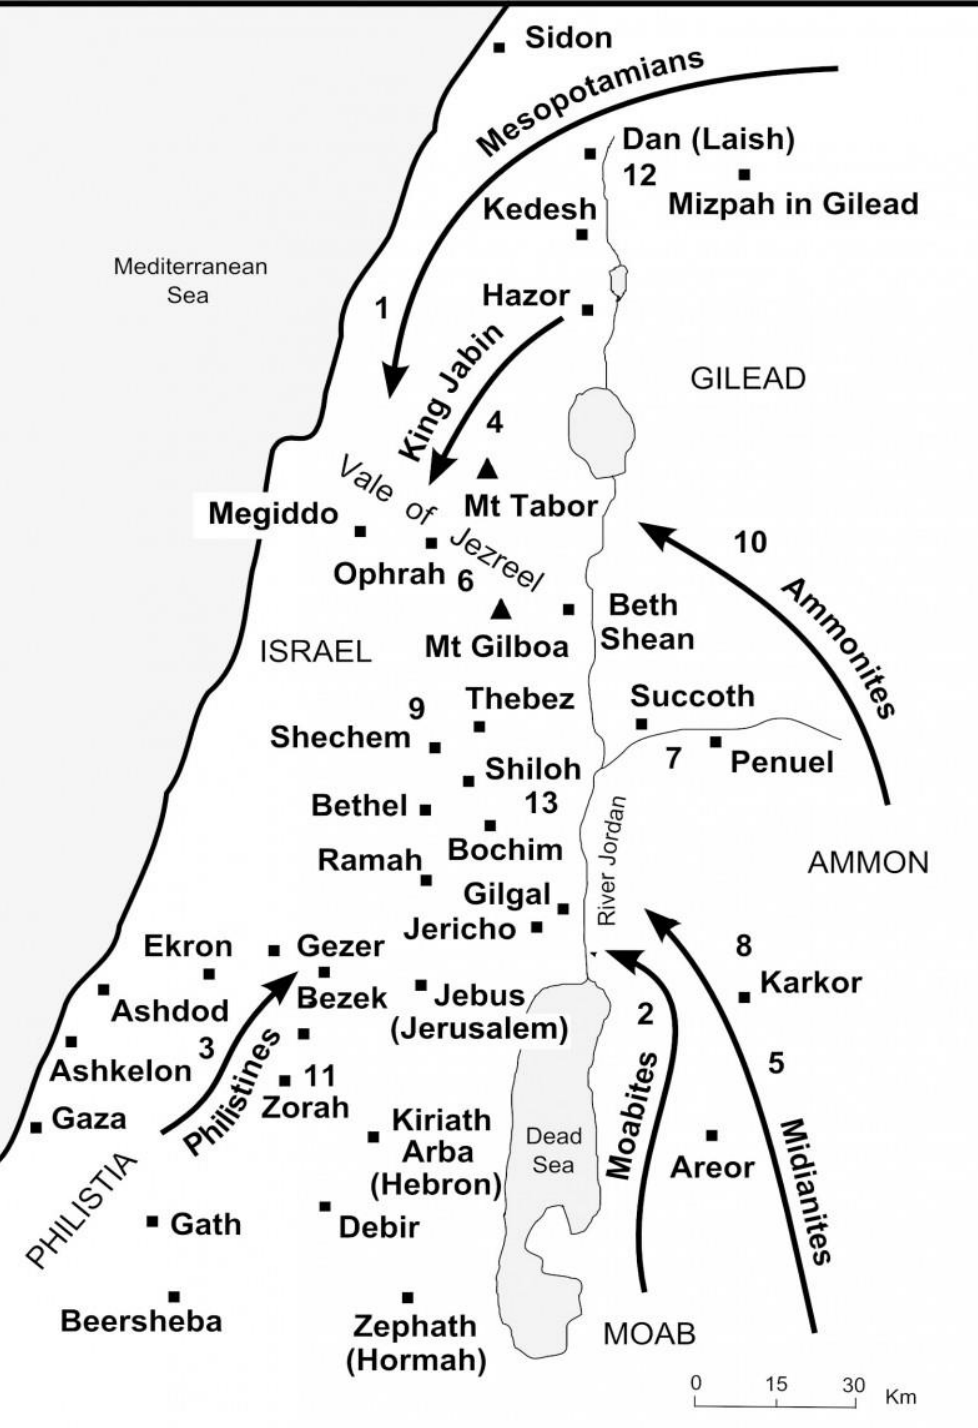 Sidon
Mesopotamians
Dan (Laish)
12
Mizpah in Gilead
Kedesh
Mediterranean
Sea
1
Hazor
King Jabin
GILEAD
4
Vale of Jezreel
Mt Tabor
Megiddo
10
Ophrah
6
Ammonites
Beth
Shean
Mt Gilboa
ISRAEL
Thebez
Succoth
9
Shechem
7
Penuel
Shiloh
13
Bethel
River Jordan
Bochim
Ramah
AMMON
Gilgal
Jericho
Ekron
Gezer
8
Karkor
Bezek
Jebus
(Jerusalem)
Ashdod
2
3
Philistines
Ashkelon
5
11
Zorah
Moabites
Gaza
Kiriath
Arba
(Hebron)
Dead
Sea
Areor
Midianites
PHILISTIA
Gath
Debir
Beersheba
Zephath
(Hormah)
MOAB
0 15 30 Km